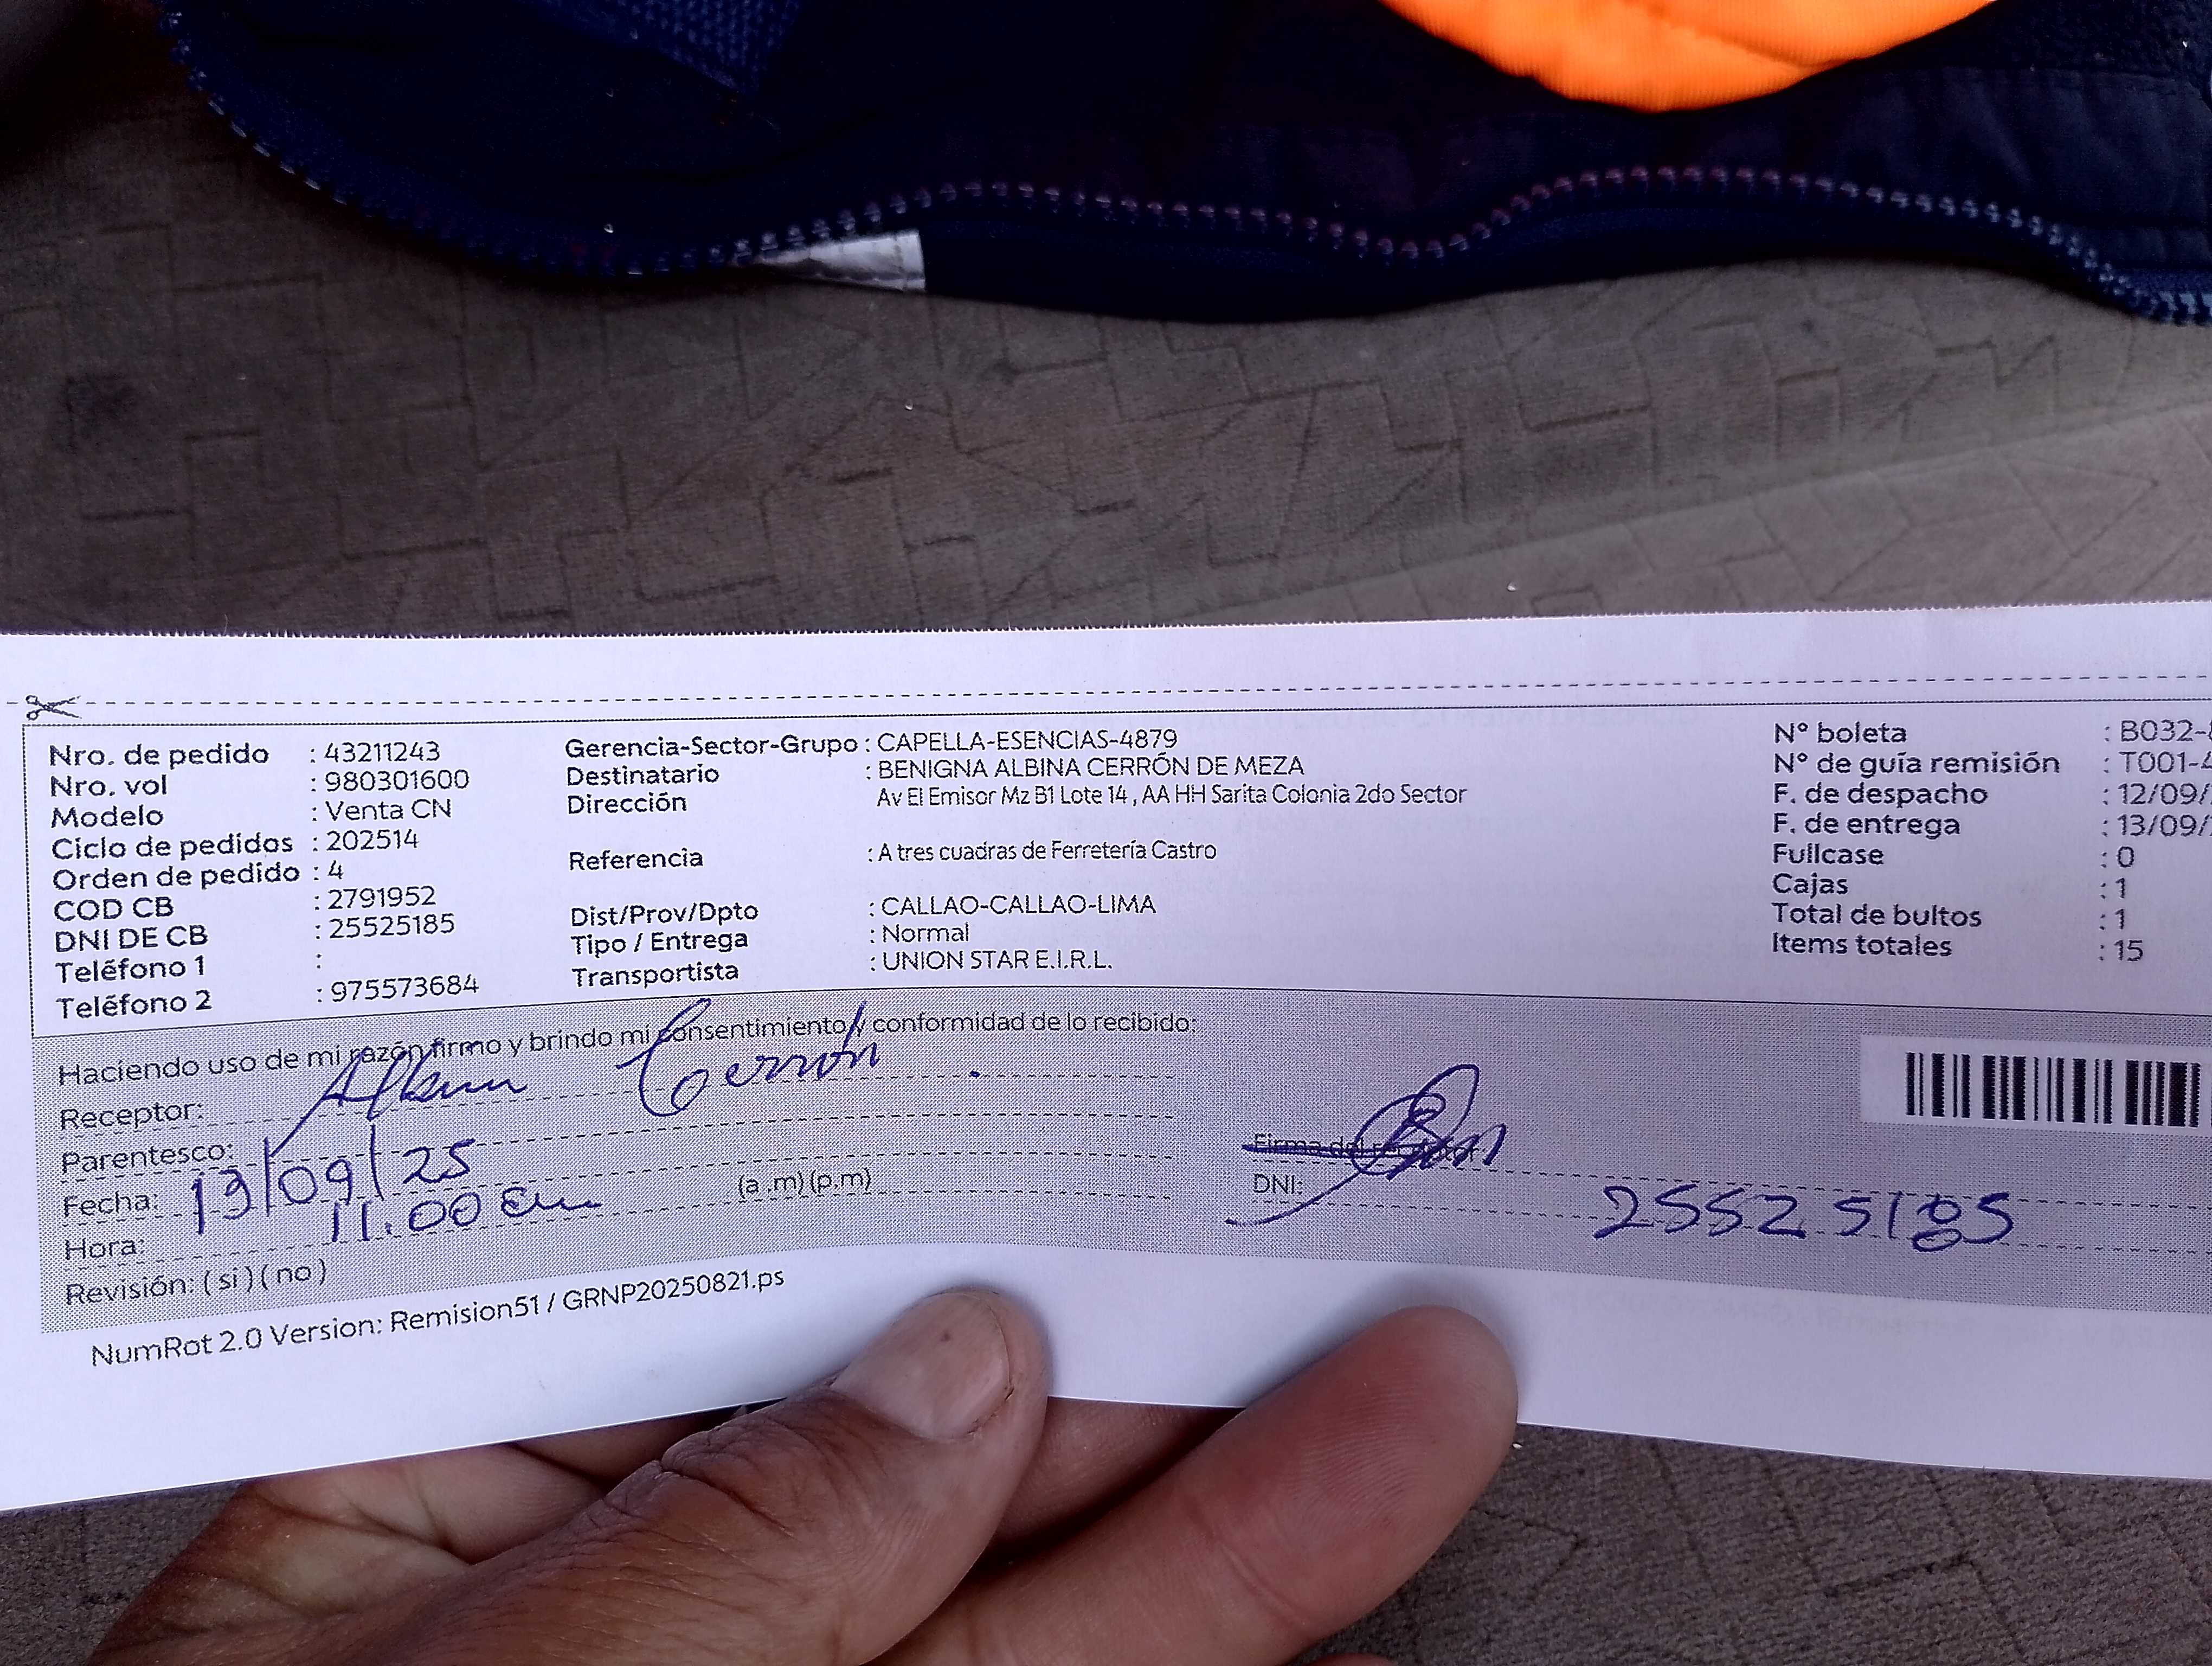 Nro. de pedido : 43211243
Nro. vol : 980301600
Modelo : Venta CN
Ciclo de pedidos : 202514
Orden de pedido : 4
COD CB : 2791952
DNI DE CB : 25525185
Teléfono 1 :
Teléfono 2 : 975573684
Gerencia-Sector-Grupo : CAPELLA-ESENCIAS-4879
Destinatario : BENIGNA ALBINA CERRÓN DE MEZA
Dirección Av El Emisor Mz B1 Lote 14 , AA HH Sarita Colonia 2do Sector
Referencia : A tres cuadras de Ferretería Castro
Dist/Prov/Dpto : CALLAO-CALLAO-LIMA
Tipo / Entrega : Normal
Transportista : UNION STAR E.I.R.L.
N° boleta : B032-
N° de guía remisión : T001-4
F. de despacho : 12/09/
F. de entrega : 13/09/
Fullcase : 0
Cajas : 1
Total de bultos : 1
Items totales : 15
Haciendo uso de mi razón firmo y brindo mi consentimiento y conformidad de lo recibido:
Receptor: Cerrón
Parentesco:
Fecha: 13/09/25
Hora: 11.00 (a .m) (p.m)
Revisión: ( si ) ( no )
Firma del receptor
DNI: 25525185
NumRot 2.0 Version: Remision51 / GRNP20250821.ps